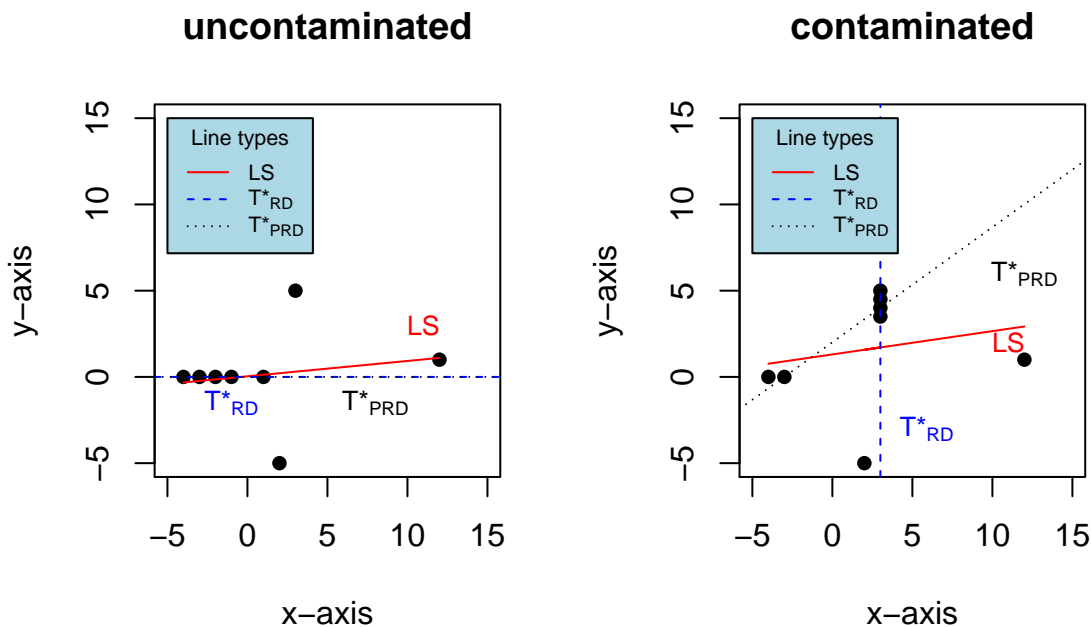 uncontaminated
15
10
5
0
−5
y−axis
Line types
LS
T*RD
T*PRD
LS
T*RD
T*PRD
−5 0 5 10 15
x−axis
contaminated
15
10
5
0
−5
y−axis
Line types
LS
T*RD
T*PRD
T*PRD
LS
T*RD
−5 0 5 10 15
x−axis